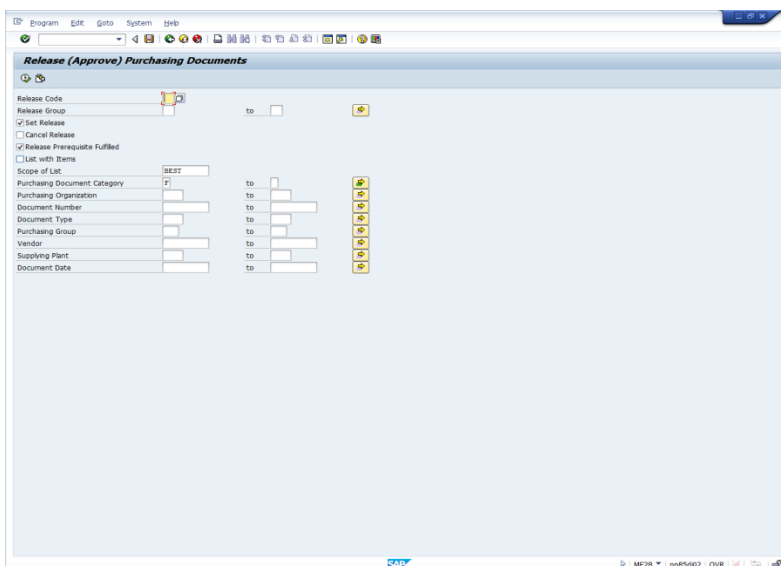 Program Edit Goto System Help
Release (Approve) Purchasing Documents
Release Code
Release Group to
Set Release
Cancel Release
Release Prerequisite Fulfilled
List with Items
Scope of List BEST
Purchasing Document Category F to
Purchasing Organization to
Document Number to
Document Type to
Purchasing Group to
Vendor to
Supplying Plant to
Document Date to
SAP ME28 OVR